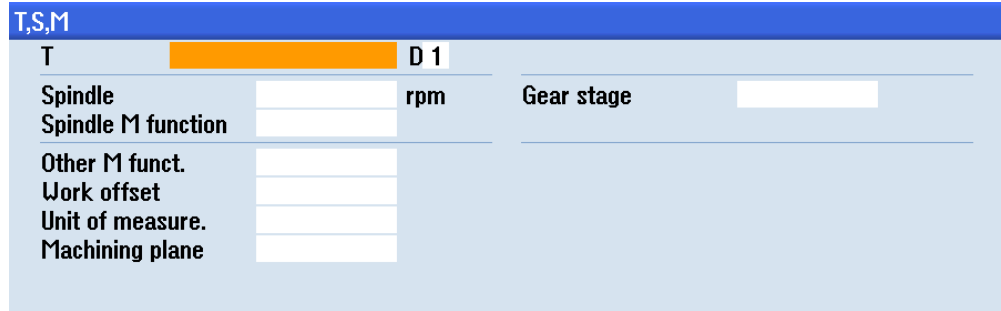 T,S,M
T D 1
Spindle rpm Gear stage
Spindle M function
Other M funct.
Work offset
Unit of measure.
Machining plane